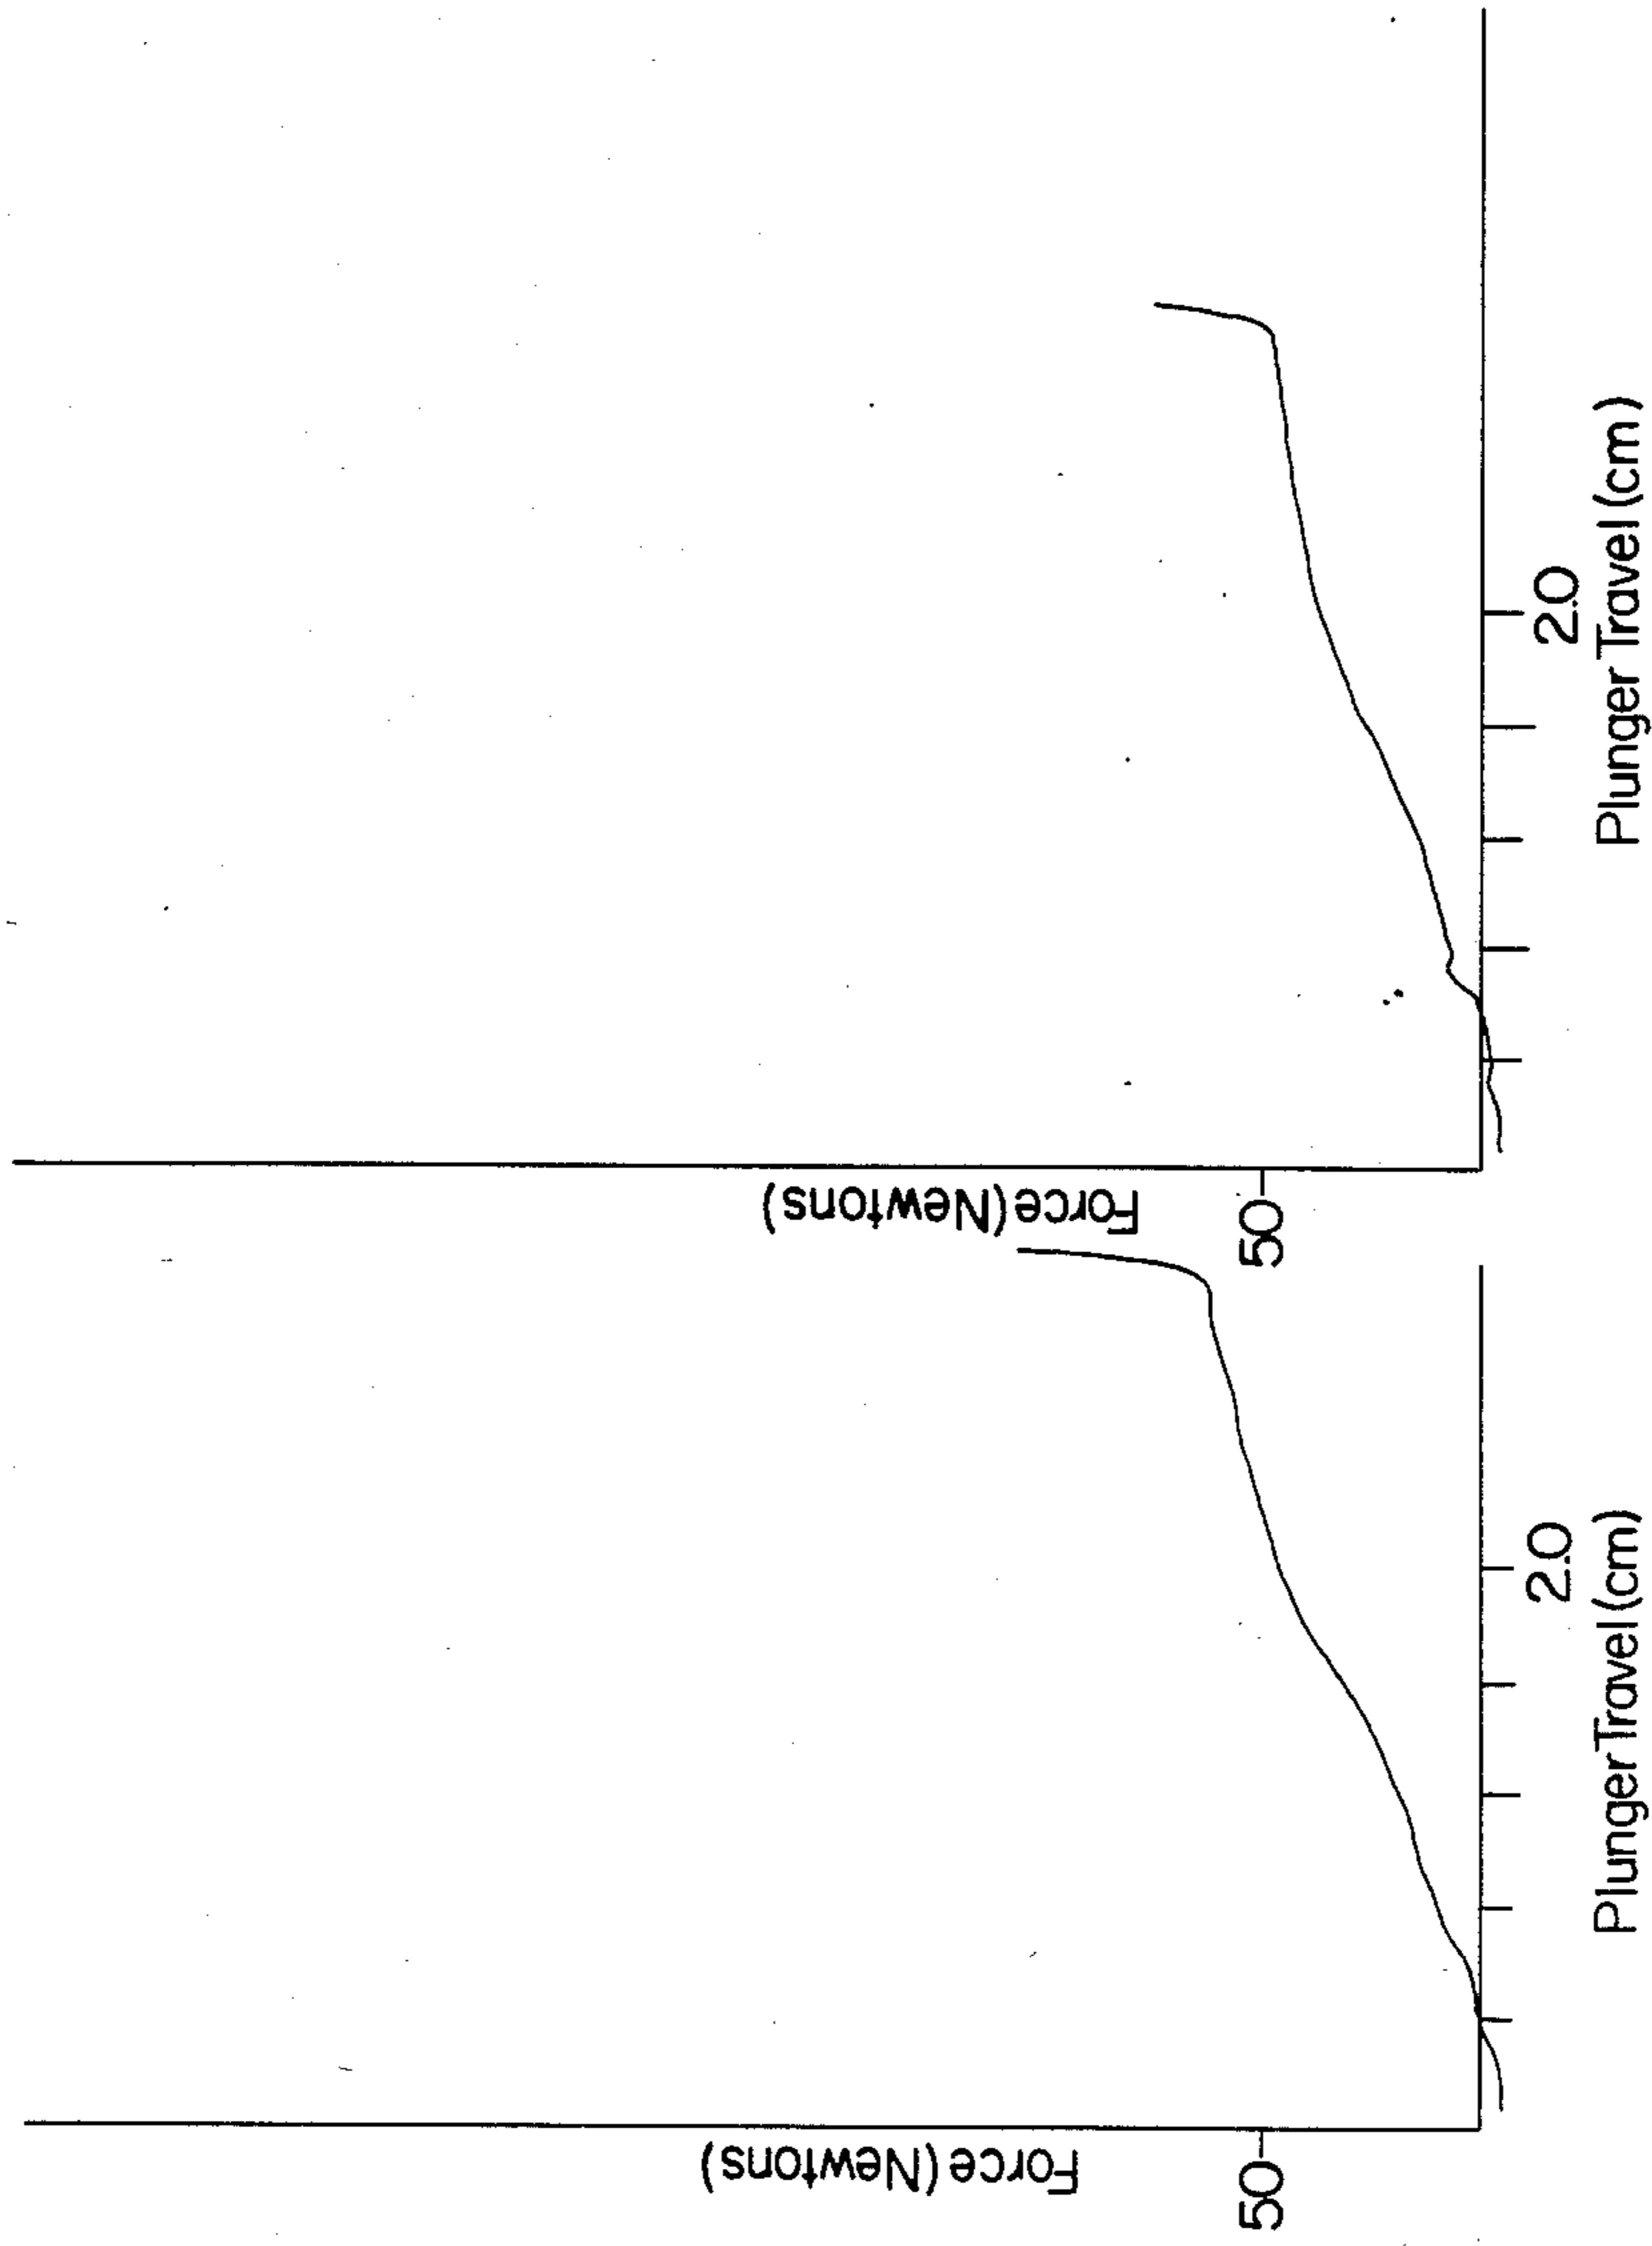 Force (Newtons)
50
2.0
Plunger Travel (cm)
Force (Newtons)
50
2.0
Plunger Travel (cm)